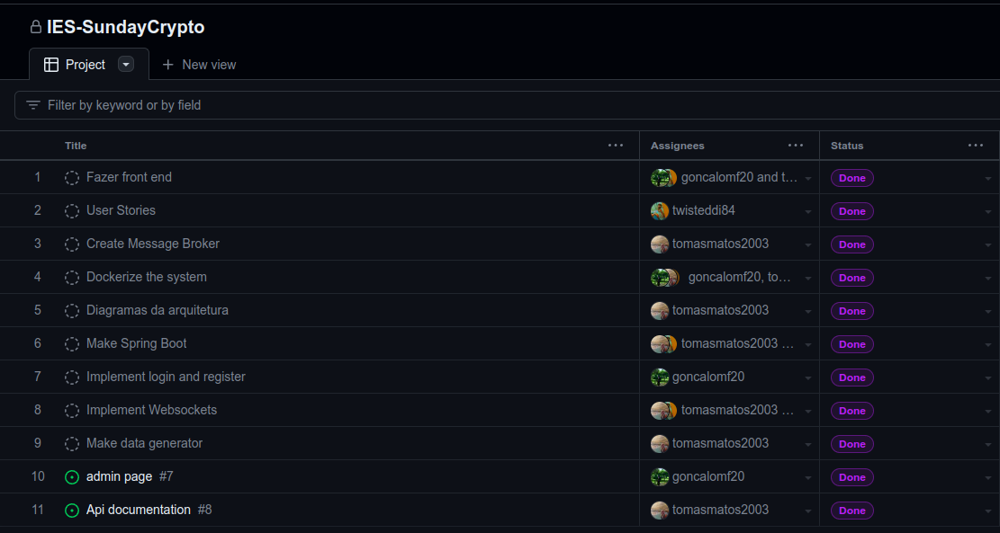 IES-SundayCrypto
Project
New view
Filter by keyword or by field
Title Assignees Status
1 Fazer front end goncalomf20 and t... Done
2 User Stories twisteddi84 Done
3 Create Message Broker tomasmatos2003 Done
4 Dockerize the system goncalomf20, to... Done
5 Diagramas da arquitetura tomasmatos2003 Done
6 Make Spring Boot tomasmatos2003 ... Done
7 Implement login and register goncalomf20 Done
8 Implement Websockets tomasmatos2003 ... Done
9 Make data generator tomasmatos2003 Done
10 admin page #7 goncalomf20 Done
11 Api documentation #8 tomasmatos2003 Done